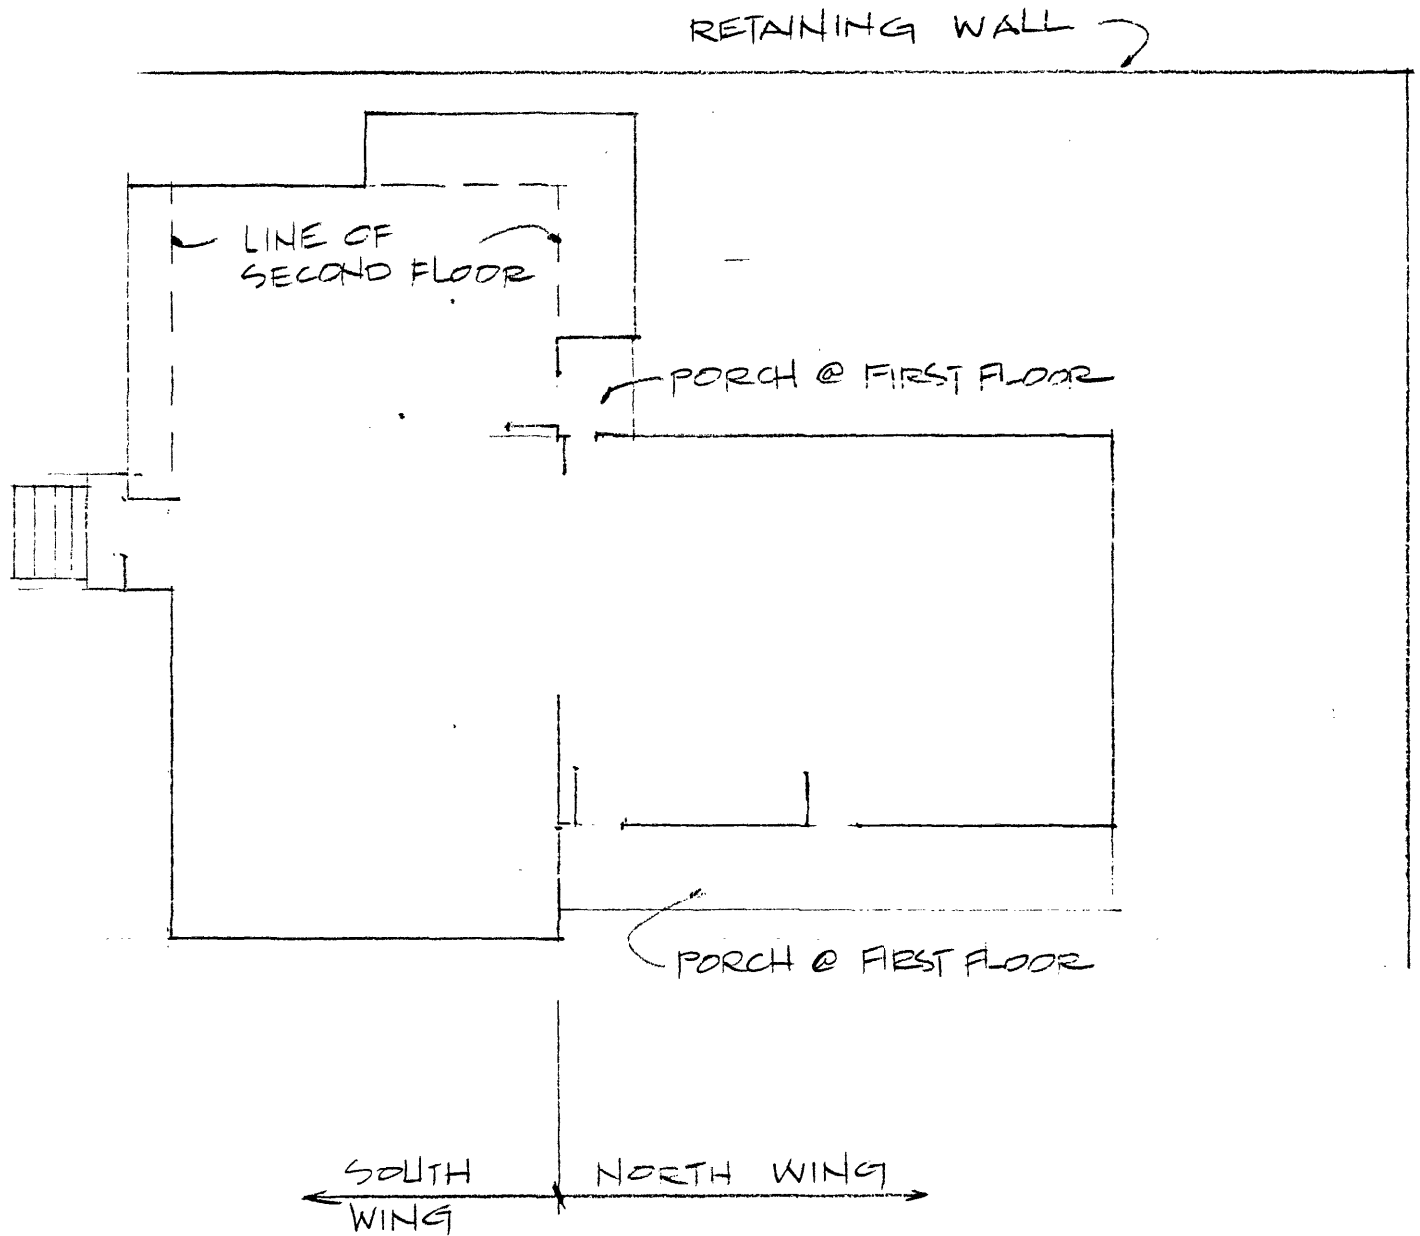 RETAINING WALL
LINE OF
SECOND FLOOR
PORCH @ FIRST FLOOR
PORCH @ FIRST FLOOR
SOUTH
WING
NORTH WING